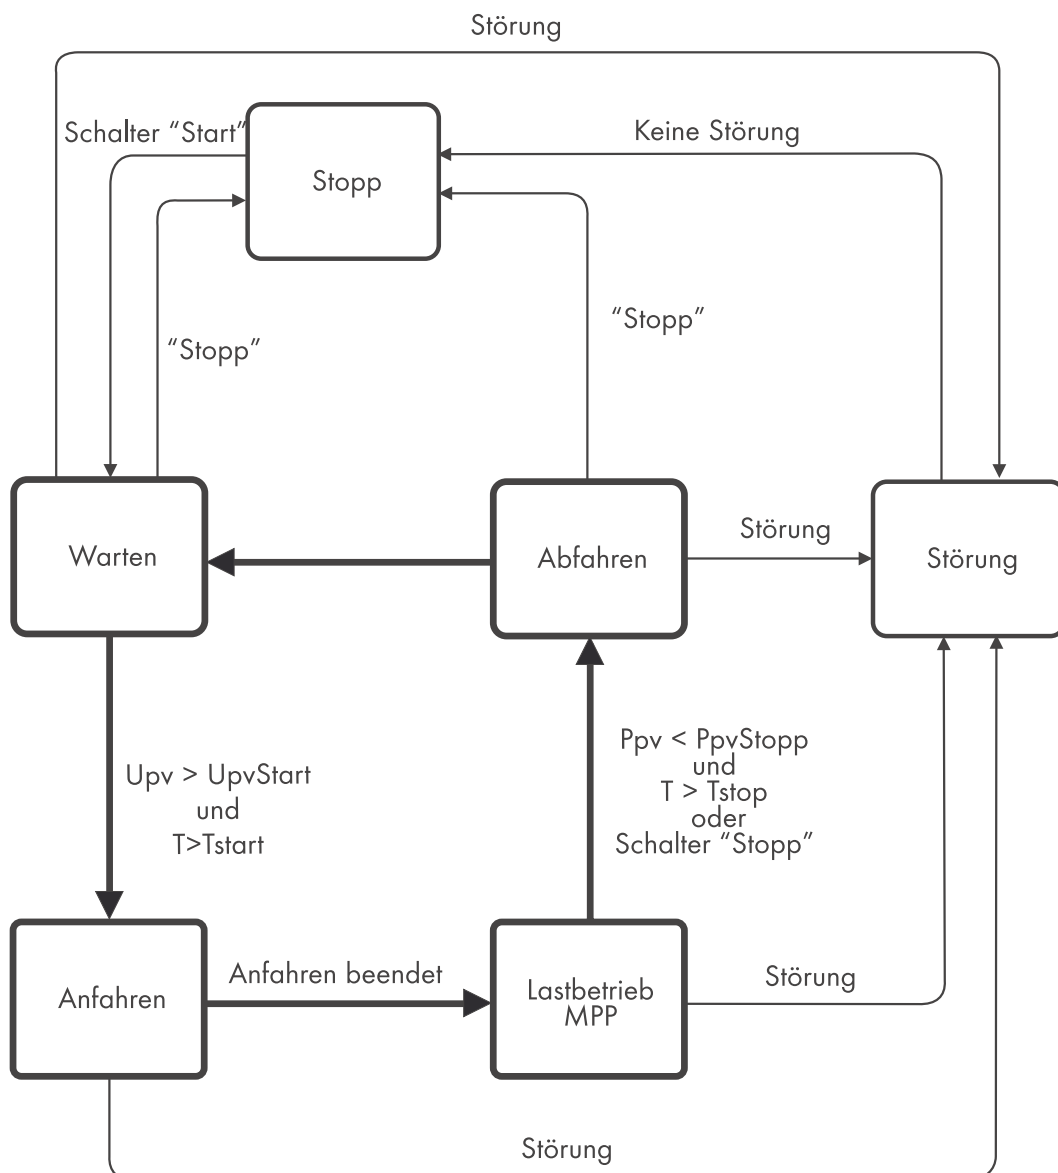 Störung
Schalter “Start”
Keine Störung
Stopp
“Stopp”
“Stopp”
Warten
Abfahren
Störung
Störung
Upv > UpvStart
und
T>Tstart
Ppv < PpvStopp
und
T > Tstop
oder
Schalter “Stopp”
Anfahren
Anfahren beendet
Lastbetrieb
MPP
Störung
Störung